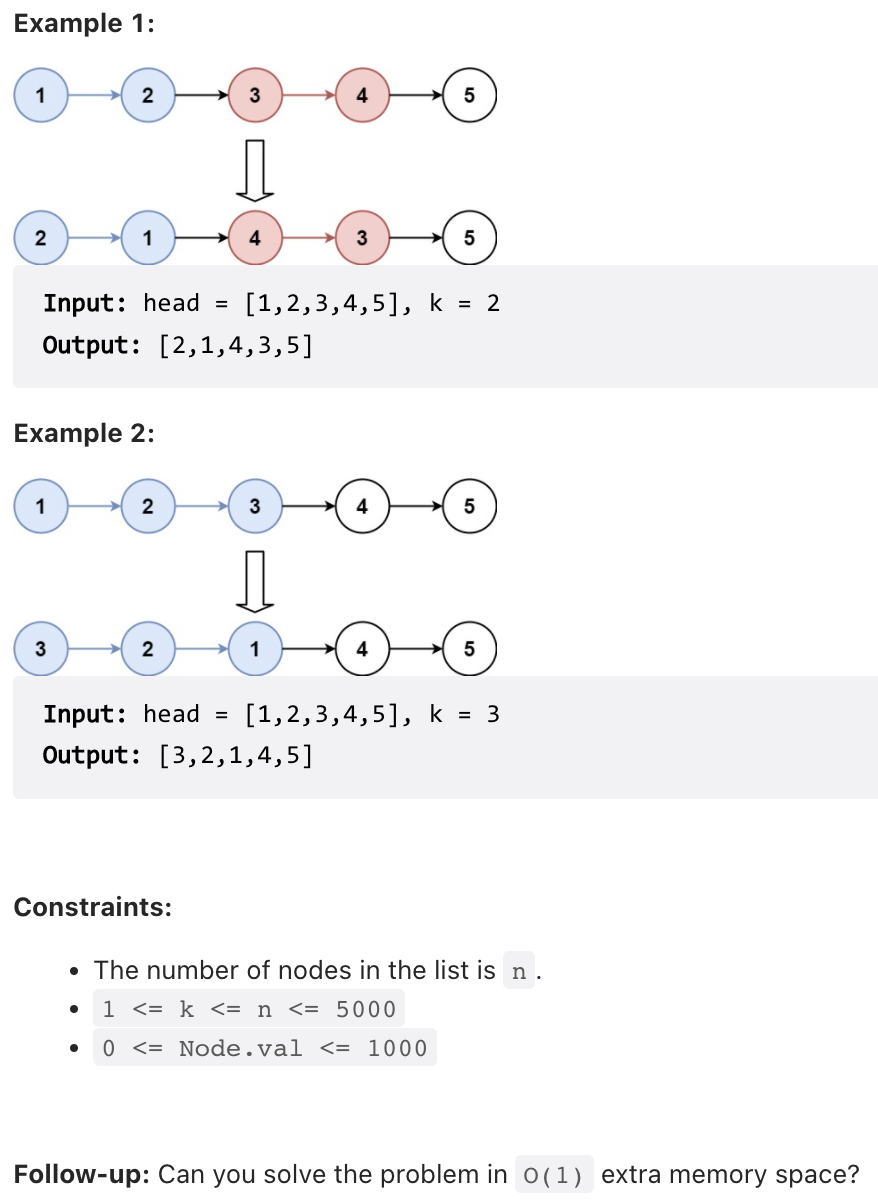 Example 1:
1 2 3 4 5
2 1 4 3 5
Input: head = [1,2,3,4,5], k = 2
Output: [2,1,4,3,5]
Example 2:
1 2 3 4 5
3 2 1 4 5
Input: head = [1,2,3,4,5], k = 3
Output: [3,2,1,4,5]
Constraints:
• The number of nodes in the list is n.
• 1 <= k <= n <= 5000
• 0 <= Node.val <= 1000
Follow-up: Can you solve the problem in O(1) extra memory space?